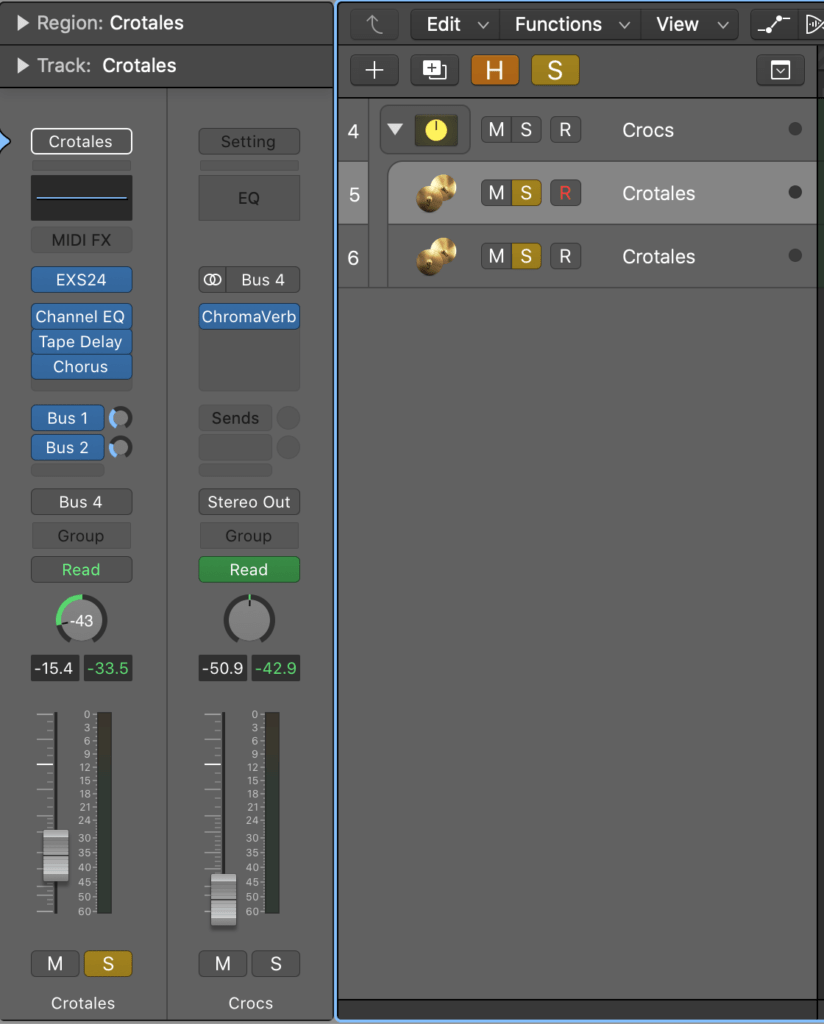 Region: Crotales
Track: Crotales
Crotales
MIDI FX
EXS24
Channel EQ
Tape Delay
Chorus
Bus 1
Bus 2
Bus 4
Group
Read
-43
-15.4 -33.5
0
3
6
9
12
15
18
21
24
30
35
40
45
50
60
M S
Crotales
Setting
EQ
Bus 4
ChromaVerb
Sends
Stereo Out
Group
Read
-50.9 -42.9
0
3
6
9
12
15
18
21
24
30
35
40
45
50
60
M S
Crocs
Edit Functions View
H S
4 M S R Crocs
5 M S R Crotales
6 M S R Crotales